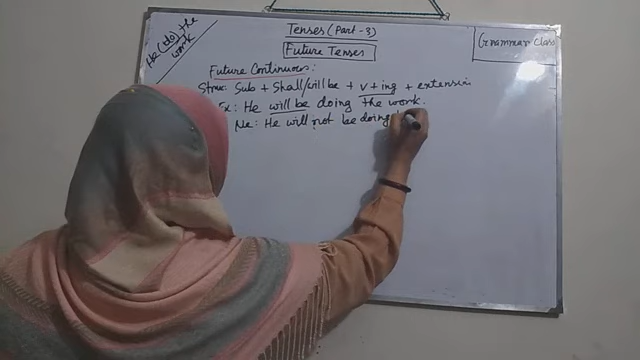 He (do) the
work
Tenses (Part - 3)
Future Tenses
Grammar Class
Future Continuous :
Struc: Sub + Shall/will be + v + ing + extension
Ex: He will be doing the work.
Ne: He will not be doing